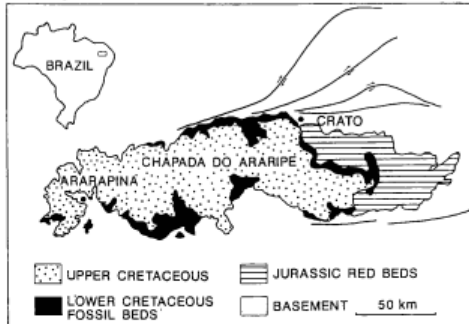 BRAZIL
CRATO
CHAPADA DO ARARIPE
ARARAPINA
UPPER CRETACEOUS
JURASSIC RED BEDS
LOWER CRETACEOUS
FOSSIL BEDS
BASEMENT
50 km